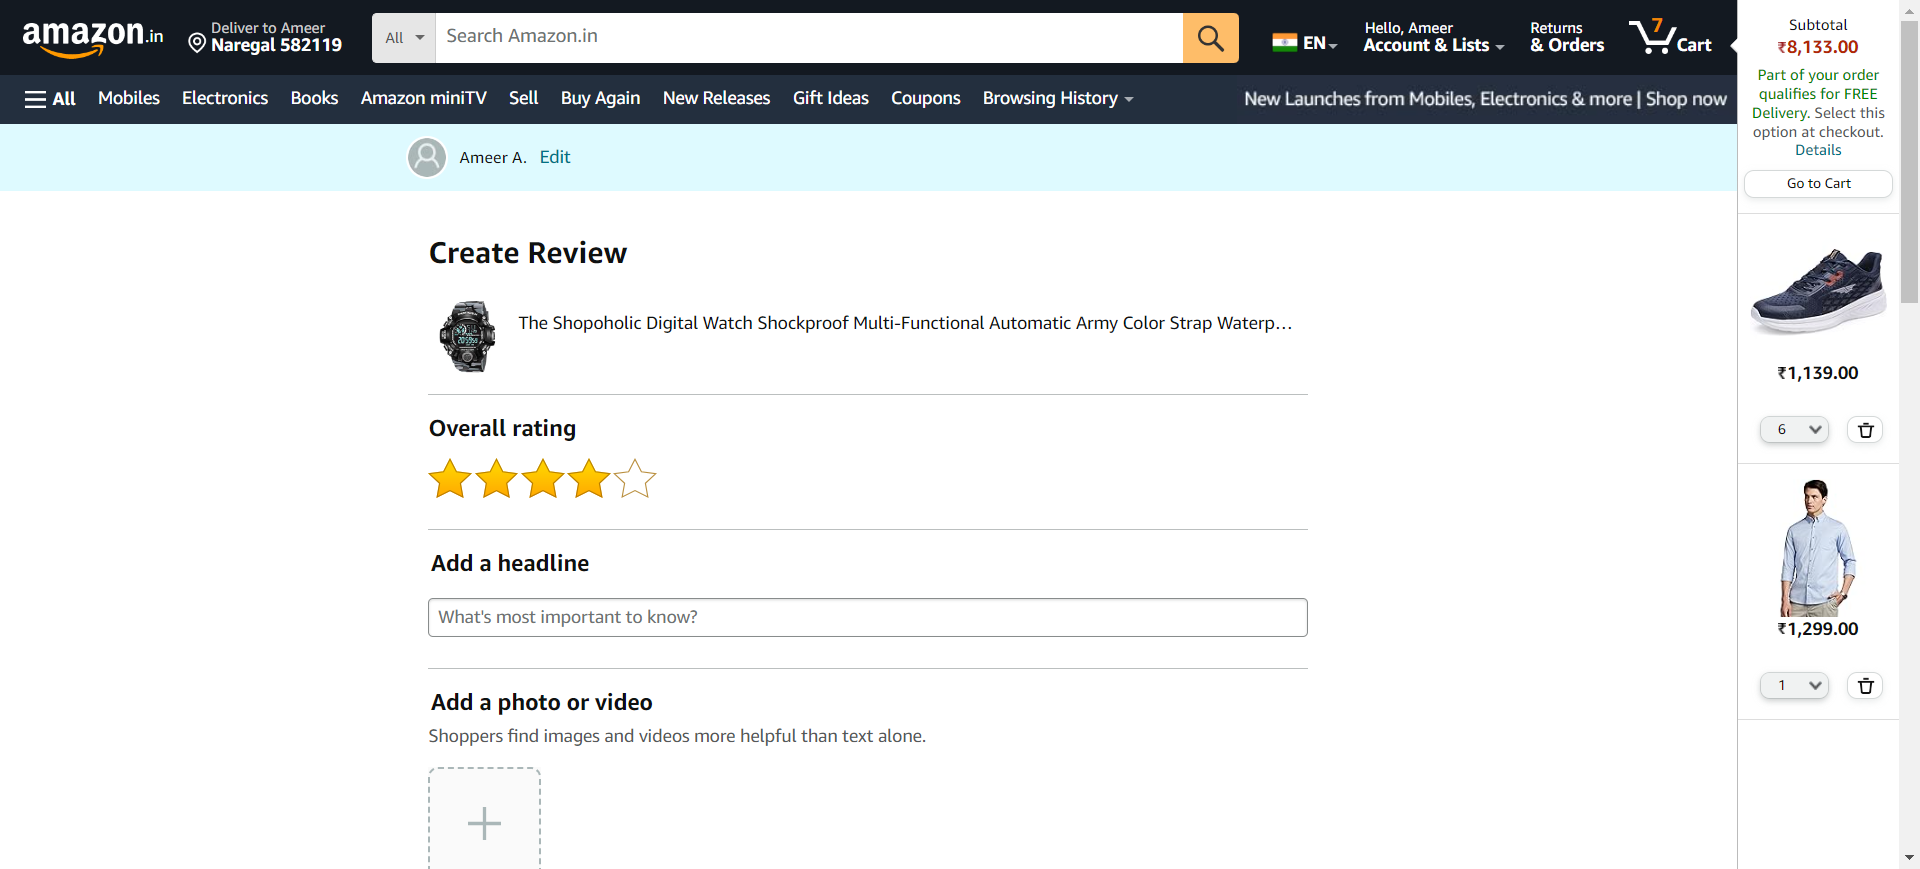 amazon.in
Deliver to Ameer
Naregal 582119
All
Search Amazon.in
EN
Hello, Ameer
Account & Lists
Returns
& Orders
7
Cart
All
Mobiles
Electronics
Books
Amazon miniTV
Sell
Buy Again
New Releases
Gift Ideas
Coupons
Browsing History
New Launches from Mobiles, Electronics & more | Shop now
Ameer A.
Edit
Create Review
The Shopoholic Digital Watch Shockproof Multi-Functional Automatic Army Color Strap Waterp...
Overall rating
Add a headline
What's most important to know?
Add a photo or video
Shoppers find images and videos more helpful than text alone.
Subtotal
₹8,133.00
Part of your order
qualifies for FREE
Delivery. Select this
option at checkout.
Details
Go to Cart
₹1,139.00
6
₹1,299.00
1